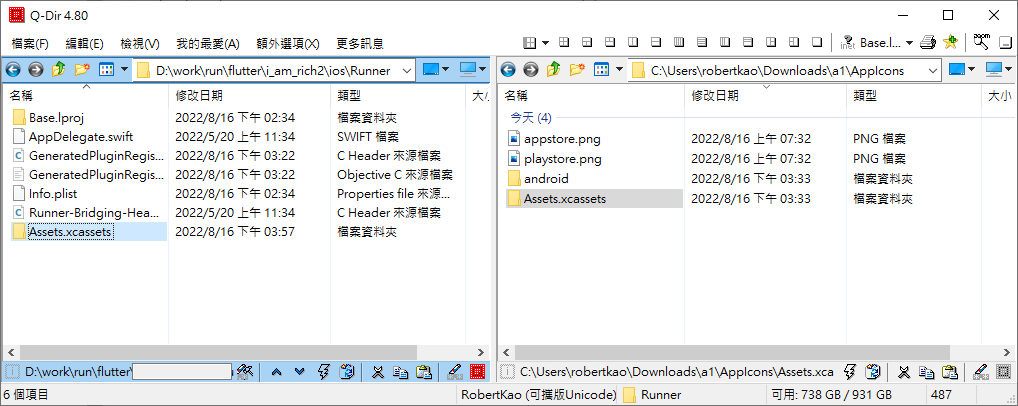 Q-Dir 4.80
檔案(F) 編輯(E) 檢視(V) 我的最愛(A) 額外選項(X) 更多訊息
inet Base.l... zoom
D:\work\run\flutter\i_am_rich2\ios\Runner
名稱 修改日期 類型 大小
Base.lproj 2022/8/16 下午 02:34 檔案資料夾
AppDelegate.swift 2022/5/20 上午 11:34 SWIFT 檔案
GeneratedPluginRegis... 2022/8/16 下午 03:22 C Header 來源檔案
GeneratedPluginRegis... 2022/8/16 下午 03:22 Objective C 來源檔案
Info.plist 2022/8/16 下午 02:34 Properties file 來源...
Runner-Bridging-Hea... 2022/5/20 上午 11:34 C Header 來源檔案
Assets.xcassets 2022/8/16 下午 03:57 檔案資料夾
D:\work\run\flutter\
C:\Users\robertkao\Downloads\a1\AppIcons
名稱 修改日期 類型 大小
今天 (4)
appstore.png 2022/8/16 上午 07:32 PNG 檔案
playstore.png 2022/8/16 上午 07:32 PNG 檔案
android 2022/8/16 下午 03:33 檔案資料夾
Assets.xcassets 2022/8/16 下午 03:33 檔案資料夾
C:\Users\robertkao\Downloads\a1\AppIcons\Assets.xca
6 個項目 RobertKao (可攜版Unicode) Runner 可用: 738 GB / 931 GB 487